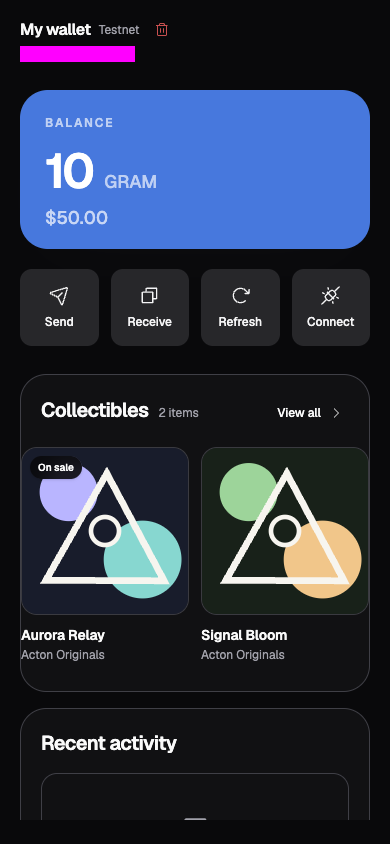 My wallet Testnet
BALANCE
10 GRAM
$50.00
Send Receive Refresh Connect
Collectibles 2 items View all
On sale
Aurora Relay Signal Bloom
Acton Originals Acton Originals
Recent activity